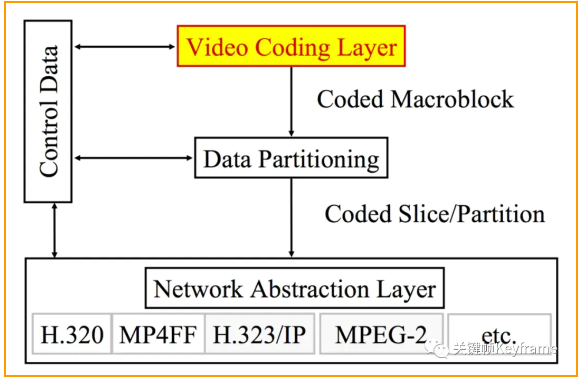 Video Coding Layer
Control Data
Coded Macroblock
Data Partitioning
Coded Slice/Partition
Network Abstraction Layer
H.320 MP4FF H.323/IP MPEG-2 etc.
关键帧Keyframe